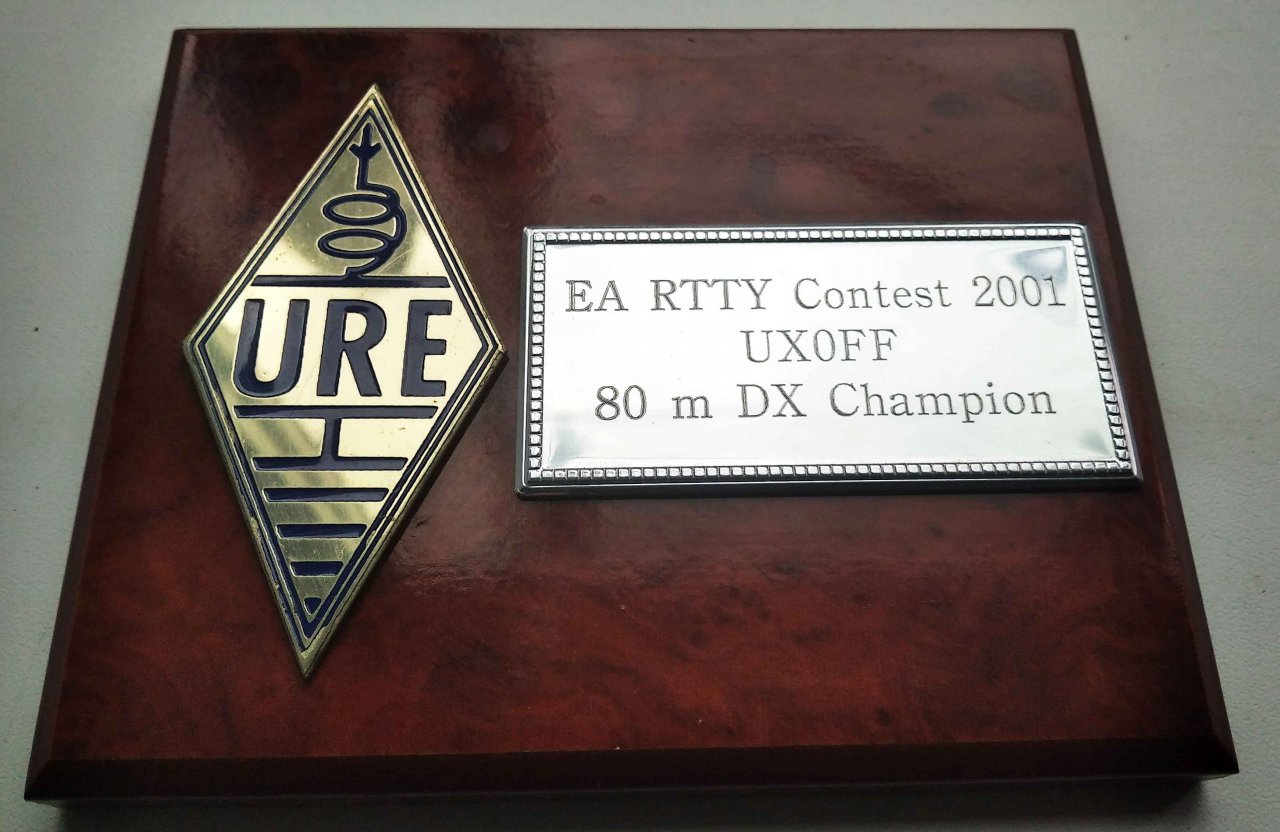 URE
EA RTTY Contest 2001
UX0FF
80 m DX Champion